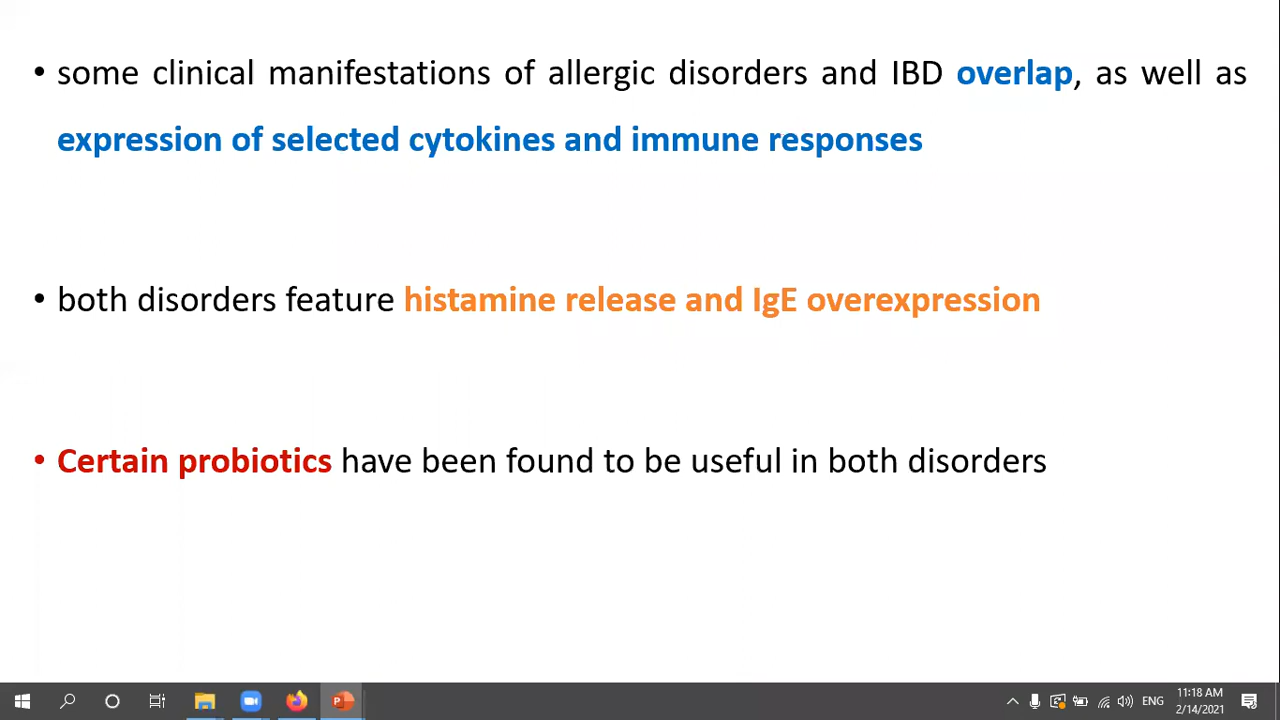 • some clinical manifestations of allergic disorders and IBD overlap, as well as
expression of selected cytokines and immune responses
• both disorders feature histamine release and IgE overexpression
• Certain probiotics have been found to be useful in both disorders
ENG
11:18 AM
2/14/2021